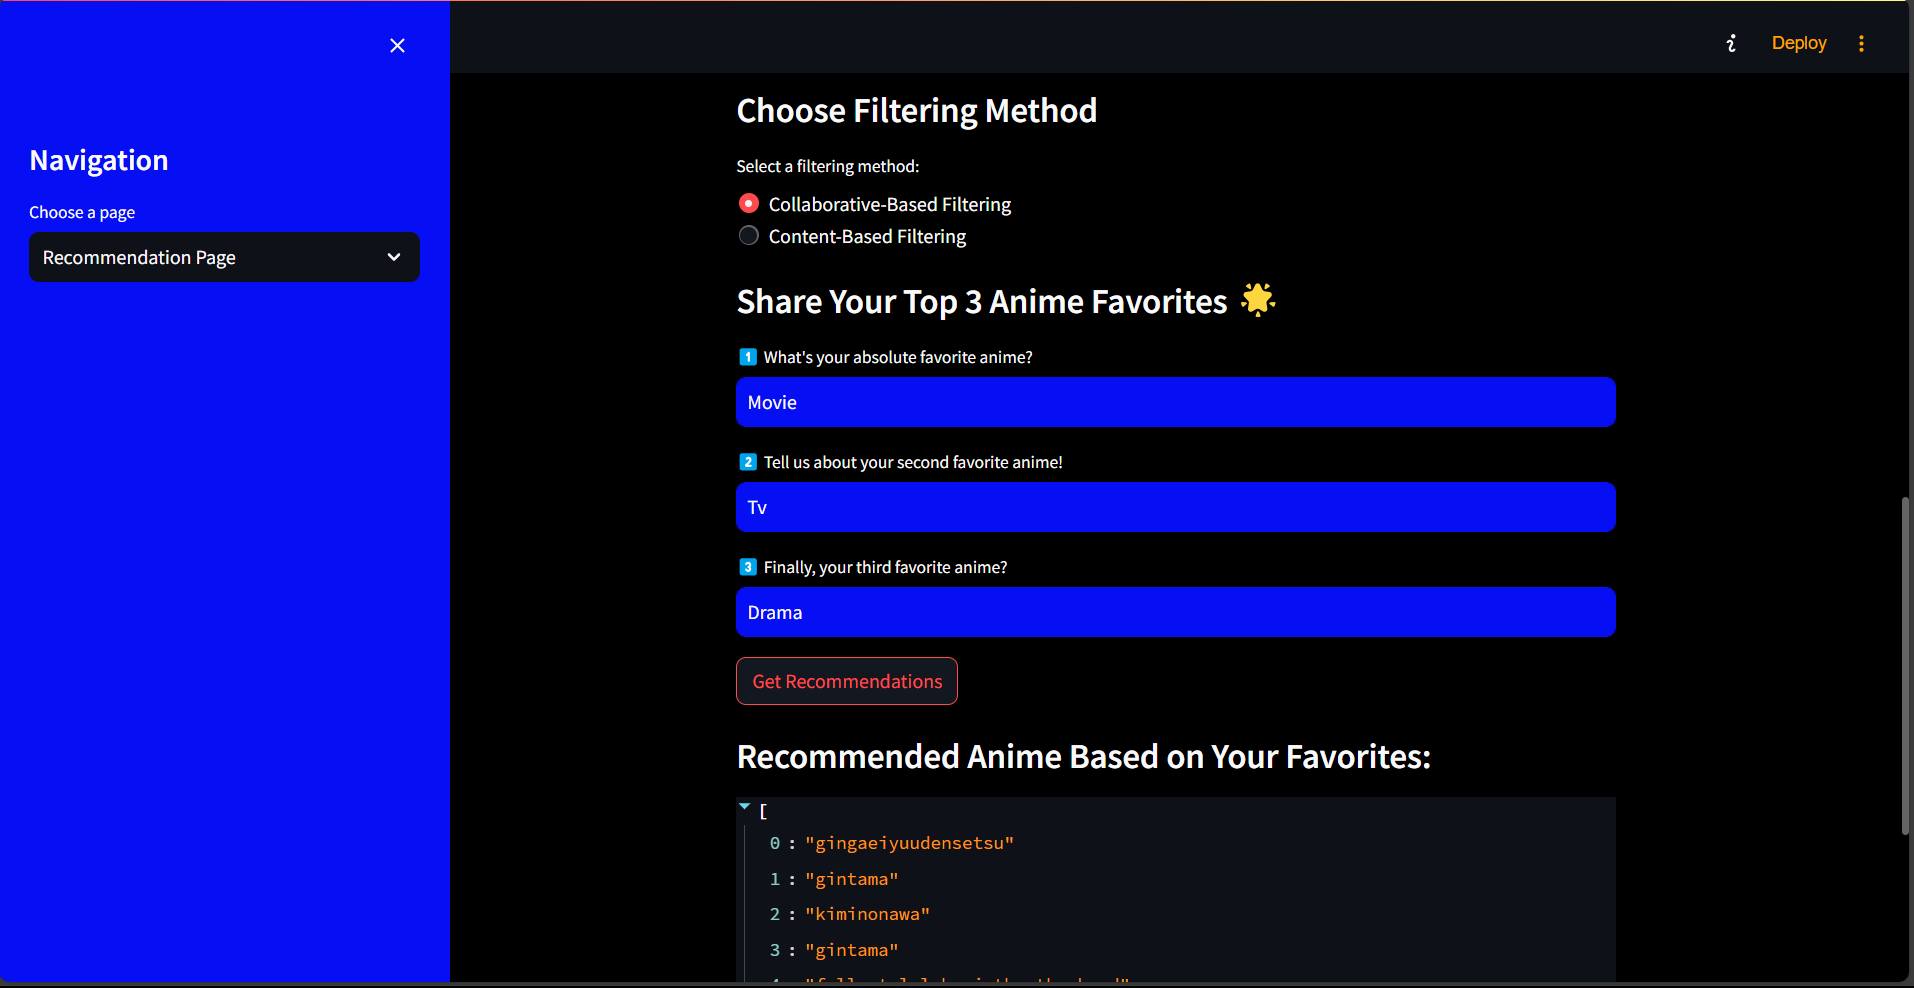 Deploy
Navigation
Choose a page
Recommendation Page
Choose Filtering Method
Select a filtering method:
Collaborative-Based Filtering
Content-Based Filtering
Share Your Top 3 Anime Favorites
1 What's your absolute favorite anime?
Movie
2 Tell us about your second favorite anime!
Tv
3 Finally, your third favorite anime?
Drama
Get Recommendations
Recommended Anime Based on Your Favorites:
[
0 : "gingaeiyuudensetsu"
1 : "gintama"
2 : "kiminonawa"
3 : "gintama"